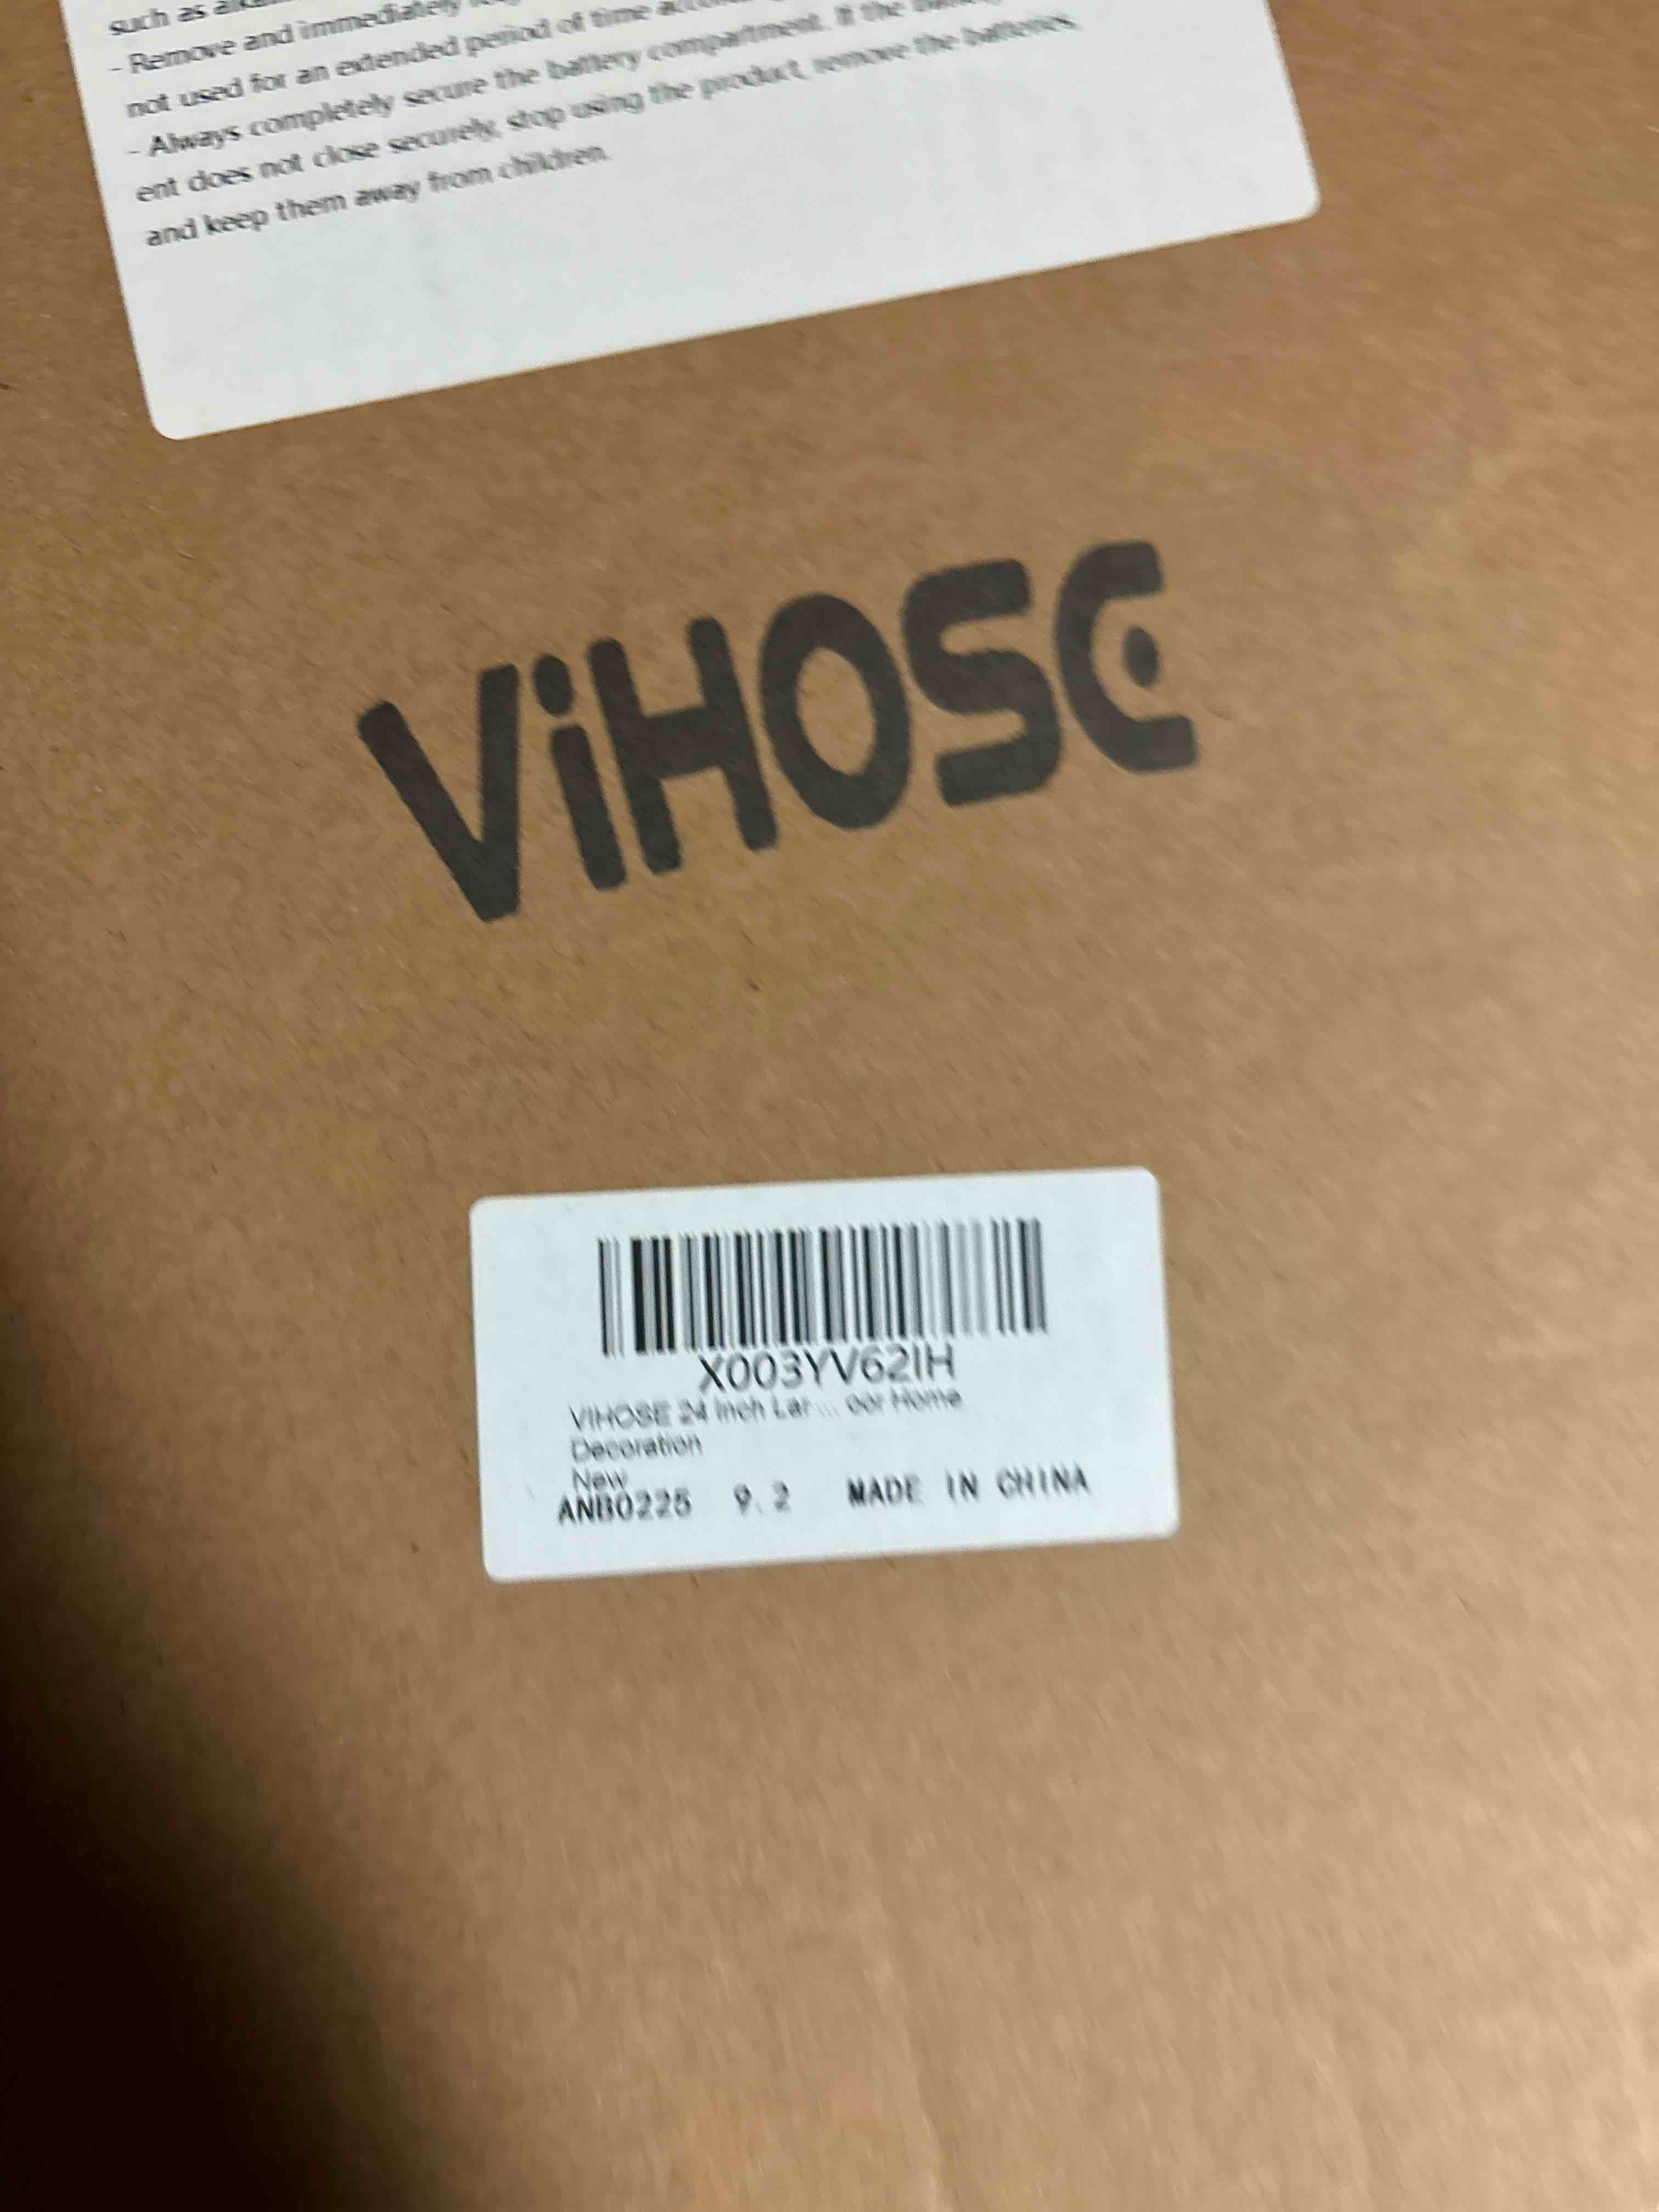 such as
- Remove and immediately
not used for an extended period of time
- Always completely secure the battery compartment. If the
ent does not close securely, stop using the product, remove the batteries,
and keep them away from children.
ViHOSE
X003YV62IH
VIHOSE 24 Inch Lar ... oor Home
Decoration
New
ANB0225 9.2 MADE IN CHINA